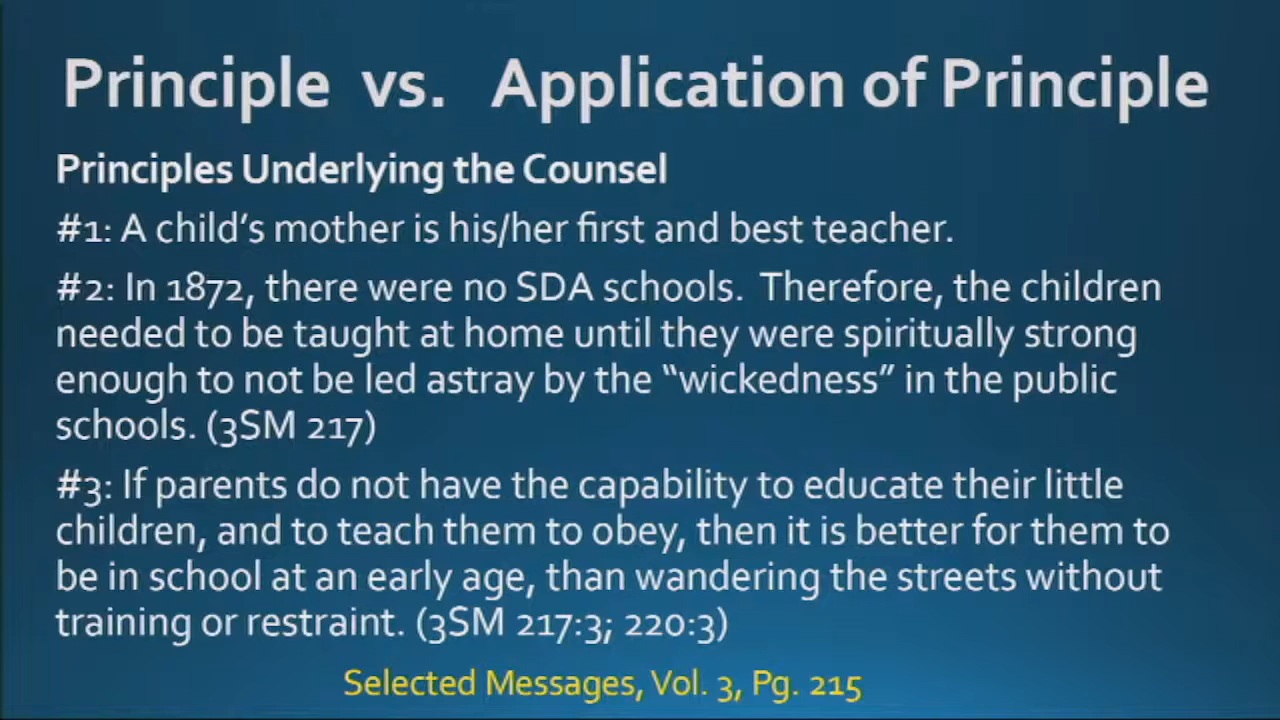 Principle vs. Application of Principle
Principles Underlying the Counsel
#1: A child's mother is his/her first and best teacher.
#2: In 1872, there were no SDA schools. Therefore, the children
needed to be taught at home until they were spiritually strong
enough to not be led astray by the “wickedness” in the public
schools. (3SM 217)
#3: If parents do not have the capability to educate their little
children, and to teach them to obey, then it is better for them to
be in school at an early age, than wandering the streets without
training or restraint. (3SM 217:3; 220:3)
Selected Messages, Vol. 3, Pg. 215